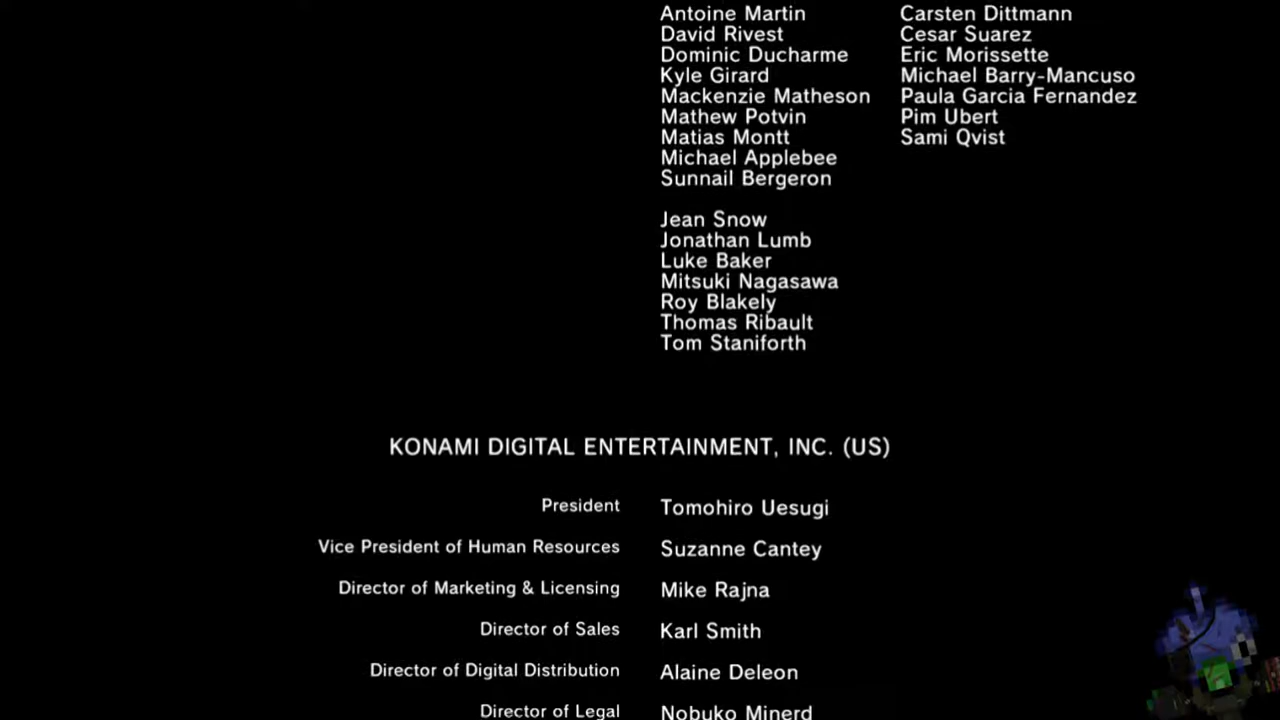 Antoine Martin Carsten Dittmann
David Rivest Cesar Suarez
Dominic Ducharme Eric Morissette
Kyle Girard Michael Barry-Mancuso
Mackenzie Matheson Paula Garcia Fernandez
Mathew Potvin Pim Ubert
Matias Montt Sami Qvist
Michael Applebee
Sunnail Bergeron
Jean Snow
Jonathan Lumb
Luke Baker
Mitsuki Nagasawa
Roy Blakely
Thomas Ribault
Tom Staniforth
KONAMI DIGITAL ENTERTAINMENT, INC. (US)
President Tomohiro Uesugi
Vice President of Human Resources Suzanne Cantey
Director of Marketing & Licensing Mike Rajna
Director of Sales Karl Smith
Director of Digital Distribution Alaine Deleon
Director of Legal Nobuko Minerd